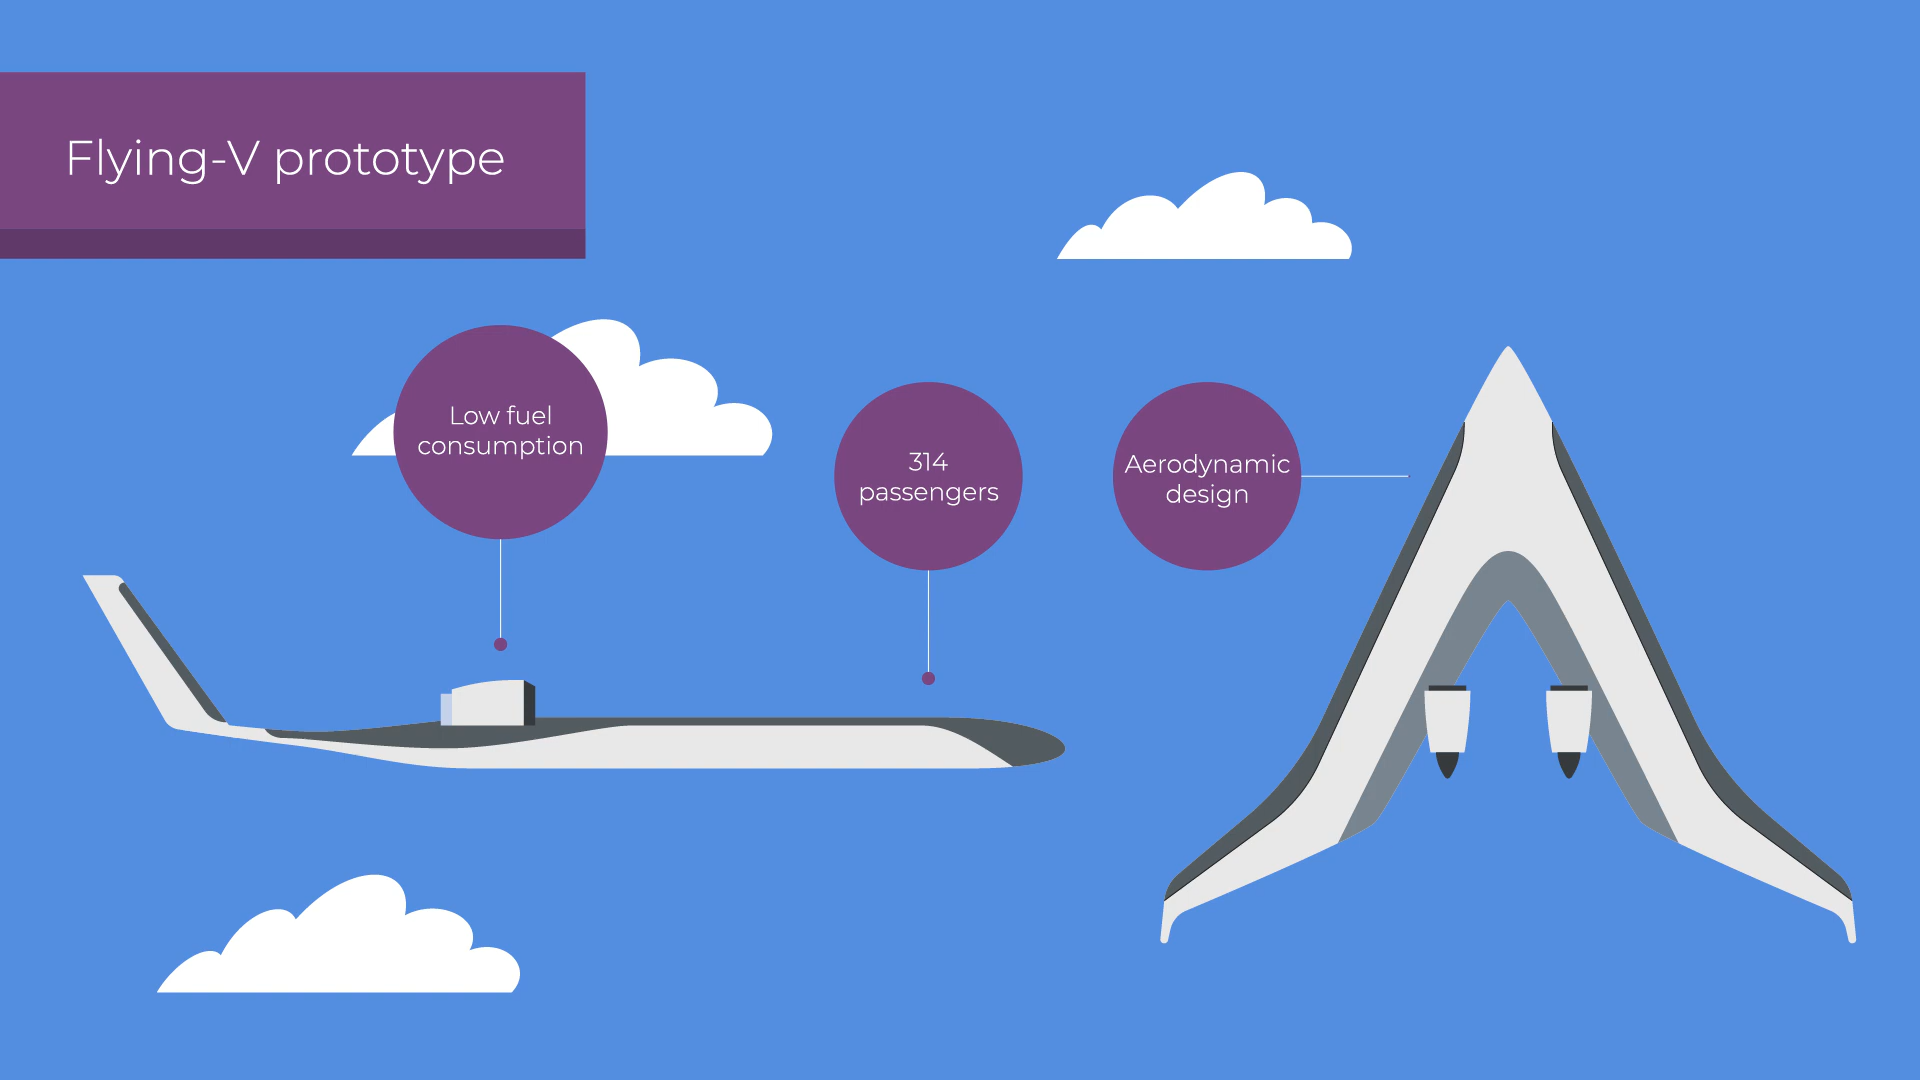 Flying-V prototype
Low fuel
consumption
314
passengers
Aerodynamic
design